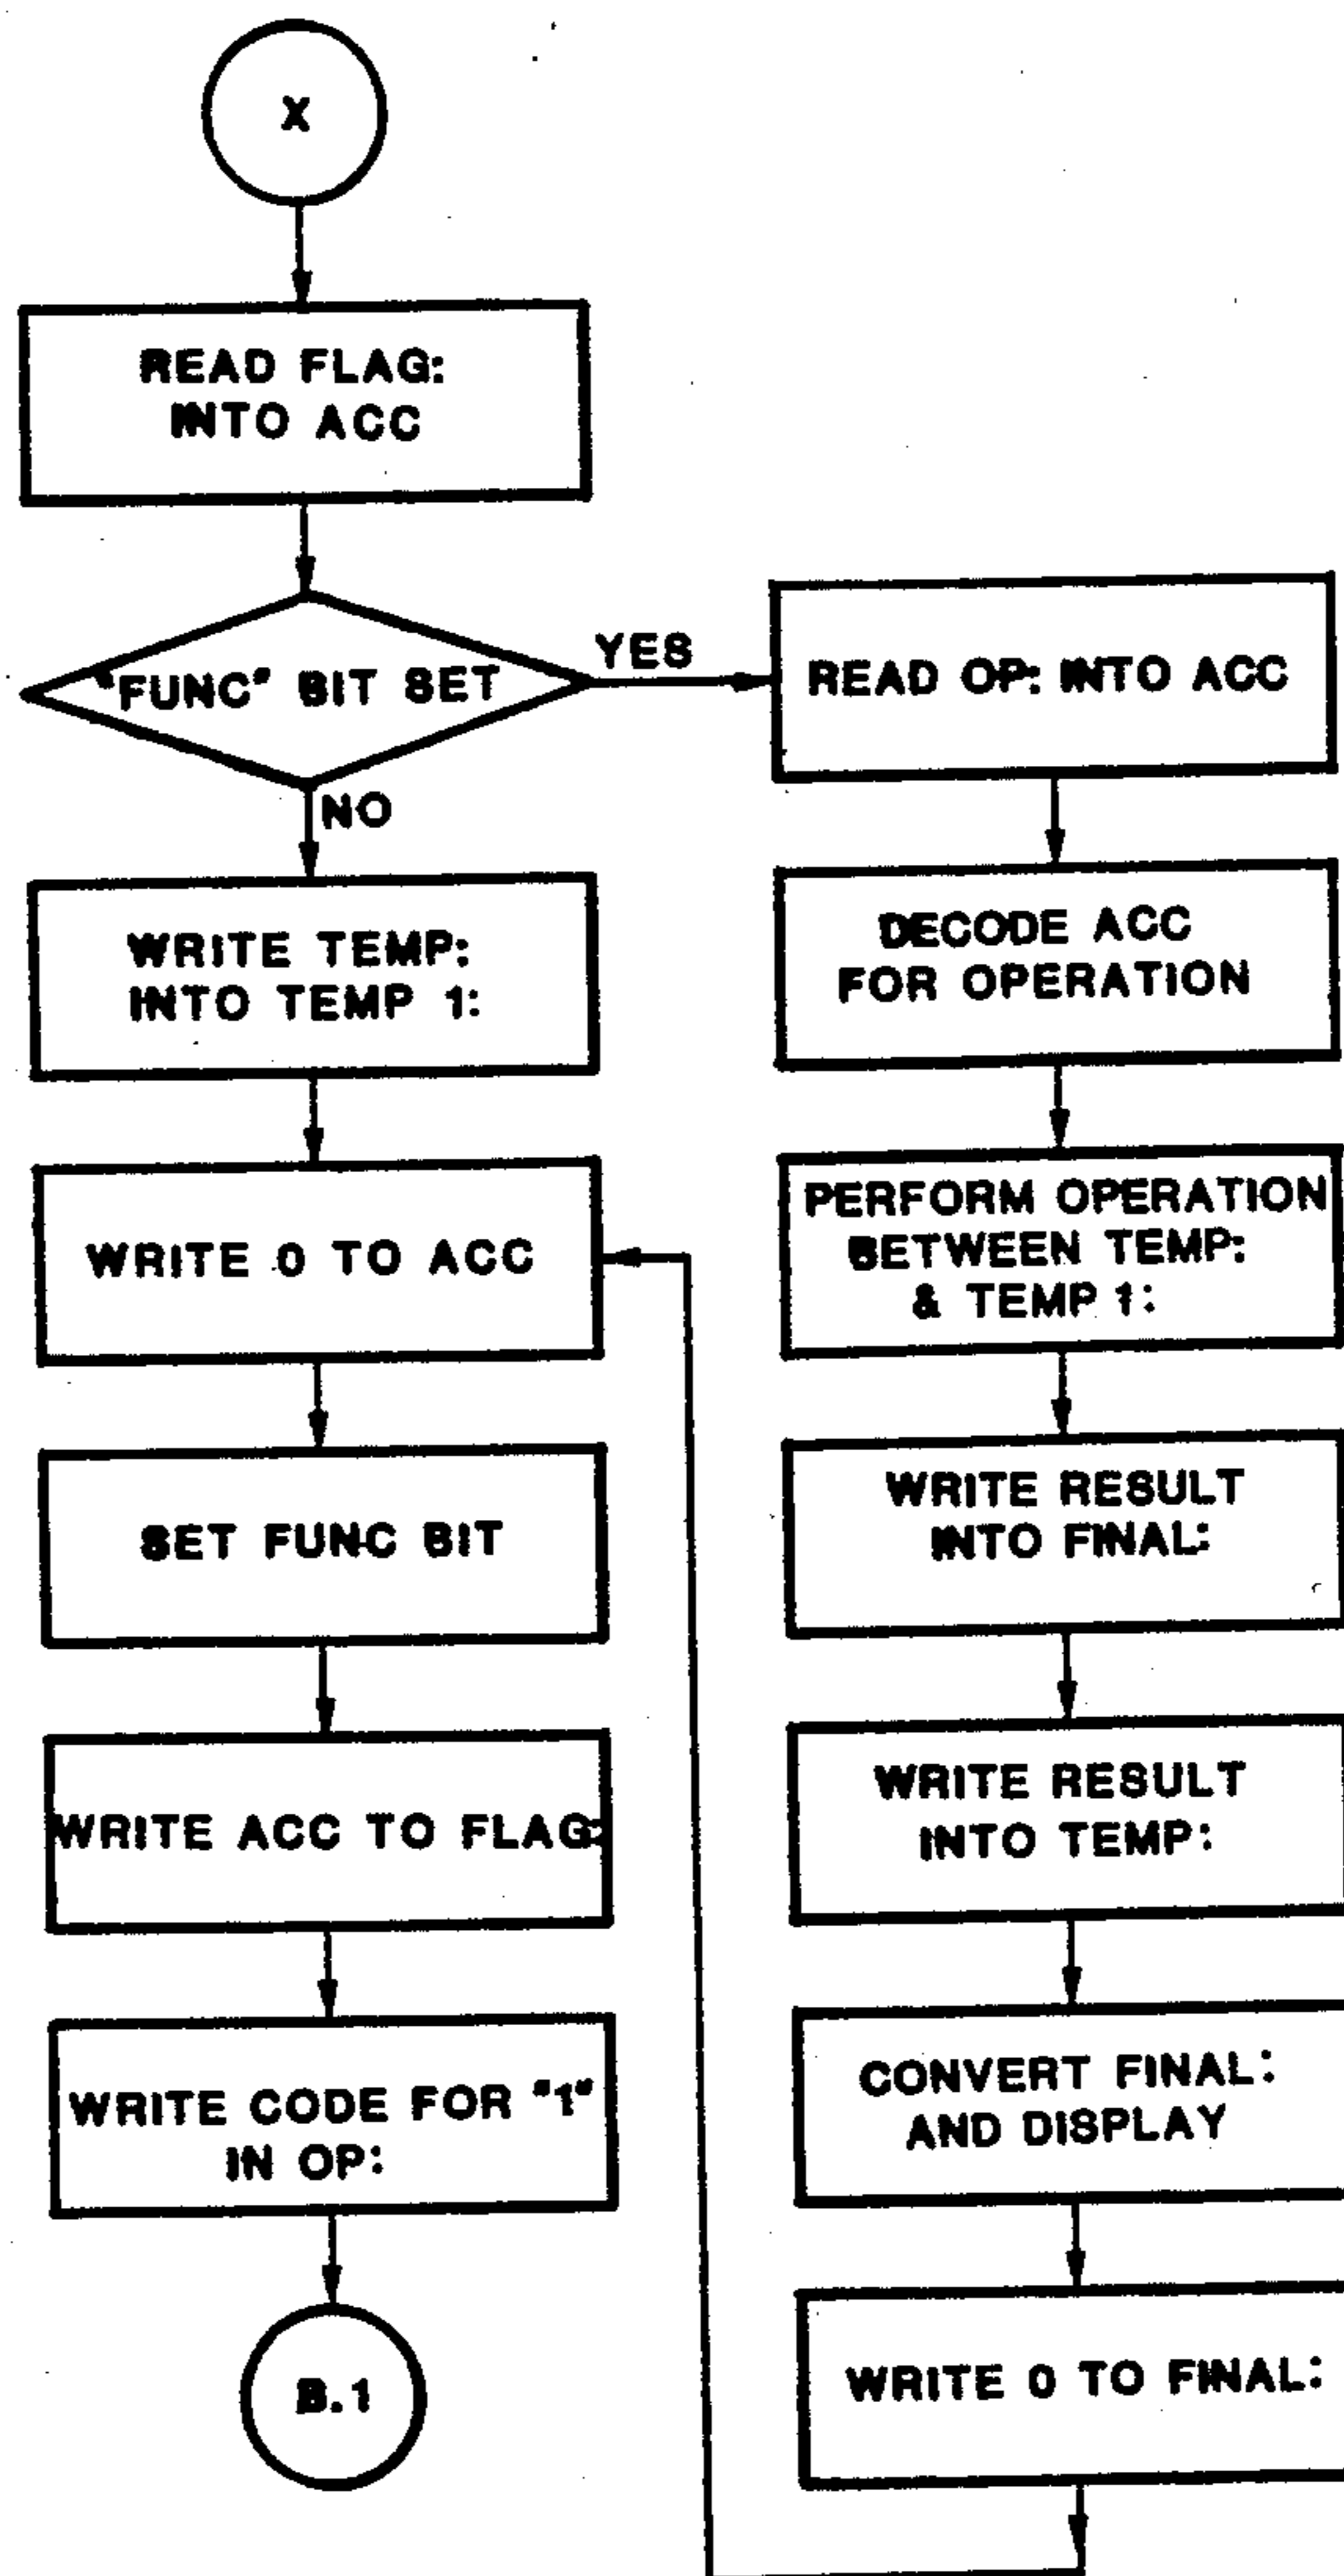 X
READ FLAG:
INTO ACC
"FUNC" BIT SET
YES
NO
WRITE TEMP:
INTO TEMP 1:
WRITE 0 TO ACC
SET FUNC BIT
WRITE ACC TO FLAG:
WRITE CODE FOR "1"
IN OP:
B.1
READ OP: INTO ACC
DECODE ACC
FOR OPERATION
PERFORM OPERATION
BETWEEN TEMP:
& TEMP 1:
WRITE RESULT
INTO FINAL:
WRITE RESULT
INTO TEMP:
CONVERT FINAL:
AND DISPLAY
WRITE 0 TO FINAL: